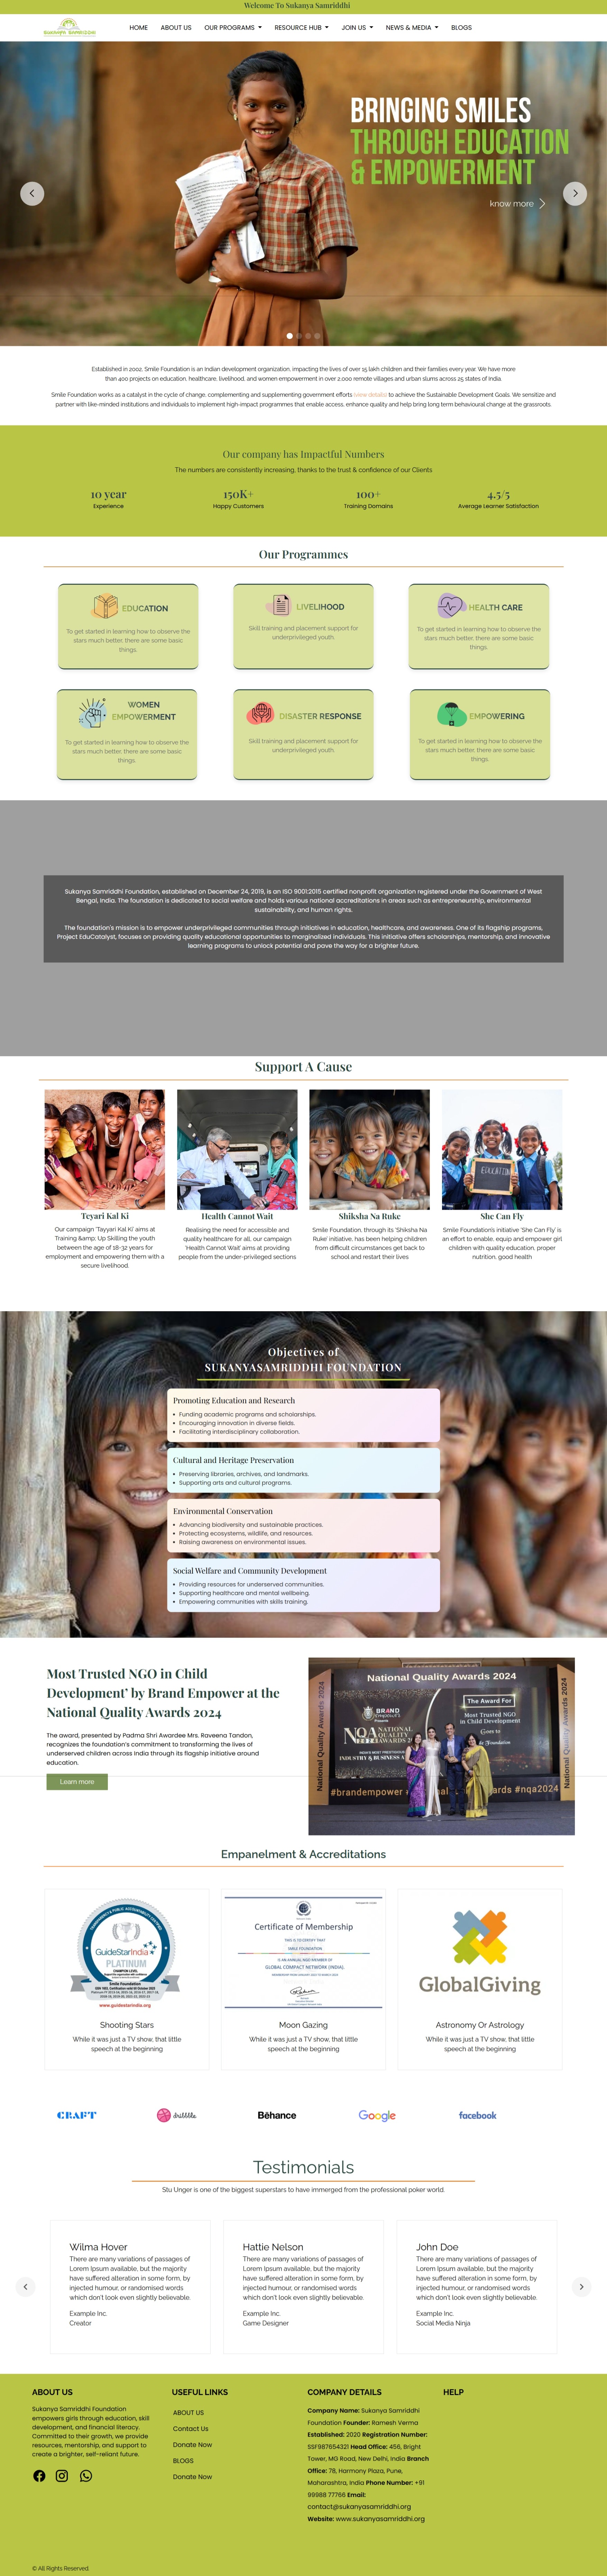 Welcome To Sukanya Samriddhi
SUKANYA SAMRIDDHI
HOME
ABOUT US
OUR PROGRAMS
RESOURCE HUB
JOIN US
NEWS & MEDIA
BLOGS
BRINGING SMILES
THROUGH EDUCATION
& EMPOWERMENT
know more
Established in 2002, Smile Foundation is an Indian development organization, impacting the lives of over 15 lakh children and their families every year. We have more
than 400 projects on education, healthcare, livelihood, and women empowerment in over 2,000 remote villages and urban slums across 25 states of India.
Smile Foundation works as a catalyst in the cycle of change, complementing and supplementing government efforts (view details) to achieve the Sustainable Development Goals. We sensitize and
partner with like-minded institutions and individuals to implement high-impact programmes that enable access, enhance quality and help bring long term behavioural change at the grassroots.
Our company has Impactful Numbers
The numbers are consistently increasing, thanks to the trust & confidence of our Clients
10 year
Experience
150K+
Happy Customers
100+
Training Domains
4.5/5
Average Learner Satisfaction
Our Programmes
EDUCATION
To get started in learning how to observe the
stars much better, there are some basic
things,
LIVELIHOOD
Skill training and placement support for
underprivileged youth.
HEALTH CARE
To get started in learning how to observe the
stars much better, there are some basic
things,
WOMEN
EMPOWERMENT
To get started in learning how to observe the
stars much better, there are some basic
things,
DISASTER RESPONSE
Skill training and placement support for
underprivileged youth.
EMPOWERING
To get started in learning how to observe the
stars much better, there are some basic
things,
Sukanya Samriddhi Foundation, established on December 24, 2019, is an ISO 9001:2015 certified nonprofit organization registered under the Government of West
Bengal, India. The foundation is dedicated to social welfare and holds various national accreditations in areas such as entrepreneurship, environmental
sustainability, and human rights.
The foundation's mission is to empower underprivileged communities through initiatives in education, healthcare, and awareness. One of its flagship programs,
Project EduCatalyst, focuses on providing quality educational opportunities to marginalized individuals. This initiative offers scholarships, mentorship, and innovative
learning programs to unlock potential and pave the way for a brighter future.
Support A Cause
EDUCATION
Teyari Kal Ki
Our campaign 'Tayyari Kal Ki' aims at
Training &amp; Up Skilling the youth
between the age of 18-32 years for
employment and empowering them with a
secure livelihood.
Health Cannot Wait
Realising the need for accessible and
quality healthcare for all, our campaign
'Health Cannot Wait' aims at providing
people from the under-privileged sections
Shiksha Na Ruke
Smile Foundation, through its 'Shiksha Na
Ruke' initiative, has been helping children
from difficult circumstances get back to
school and restart their lives
She Can Fly
Smile Foundation's initiative 'She Can Fly' is
an effort to enable, equip and empower girl
children with quality education, proper
nutrition, good health
Objectives of
SUKANYASAMRIDDHI FOUNDATION
Promoting Education and Research
• Funding academic programs and scholarships.
• Encouraging innovation in diverse fields.
• Facilitating interdisciplinary collaboration.
Cultural and Heritage Preservation
• Preserving libraries, archives, and landmarks.
• Supporting arts and cultural programs.
Environmental Conservation
• Advancing biodiversity and sustainable practices.
• Protecting ecosystems, wildlife, and resources.
• Raising awareness on environmental issues.
Social Welfare and Community Development
• Providing resources for underserved communities.
• Supporting healthcare and mental wellbeing.
• Empowering communities with skills training.
Most Trusted NGO in Child
Development' by Brand Empower at the
National Quality Awards 2024
The award, presented by Padma Shri Awardee Mrs. Raveena Tandon,
recognizes the foundation's commitment to transforming the lives of
underserved children across India through its flagship initiative around
education.
Learn more
National Quality Awards 2024
National Quality Awards 2024
National Quality Awards 2024
BRAND
EMPOWER
Presents
NQA NATIONAL
QUALITY
AWARDS
INDUSTRY & BUSINESS
The Award For
Most Trusted NGO
in Child Development
Goes to
Foundation
#brandempower
#nqa2024
Empanelment & Accreditations
GuideStarIndia
PLATINUM
CHAMPION LEVEL
Smile Foundation
www.guidestarindia.org
Shooting Stars
While it was just a TV show, that little
speech at the beginning
Certificate of Membership
THIS IS TO CERTIFY THAT
SMILE FOUNDATION
IS AN ANNUAL NGO MEMBER OF
GLOBAL COMPACT NETWORK (INDIA)
Moon Gazing
While it was just a TV show, that little
speech at the beginning
GlobalGiving
Astronomy Or Astrology
While it was just a TV show, that little
speech at the beginning
CRAFT
dribbble
Bēhance
Google
facebook
Testimonials
Stu Unger is one of the biggest superstars to have immerged from the professional poker world.
Wilma Hover
There are many variations of passages of
Lorem Ipsum available, but the majority
have suffered alteration in some form, by
injected humour, or randomised words
which don't look even slightly believable.
Example Inc.
Creator
Hattie Nelson
There are many variations of passages of
Lorem Ipsum available, but the majority
have suffered alteration in some form, by
injected humour, or randomised words
which don't look even slightly believable.
Example Inc.
Game Designer
John Doe
There are many variations of passages of
Lorem Ipsum available, but the majority
have suffered alteration in some form, by
injected humour, or randomised words
which don't look even slightly believable.
Example Inc.
Social Media Ninja
ABOUT US
Sukanya Samriddhi Foundation
empowers girls through education, skill
development, and financial literacy.
Committed to their growth, we provide
resources, mentorship, and support to
create a brighter, self-reliant future.
USEFUL LINKS
ABOUT US
Contact Us
Donate Now
BLOGS
Donate Now
COMPANY DETAILS
Company Name: Sukanya Samriddhi
Foundation Founder: Ramesh Verma
Established: 2020 Registration Number:
SSF987654321 Head Office: 456, Bright
Tower, MG Road, New Delhi, India Branch
Office: 78, Harmony Plaza, Pune,
Maharashtra, India Phone Number: +91
99988 77766 Email:
contact@sukanyasamriddhi.org
Website: www.sukanyasamriddhi.org
HELP
© All Rights Reserved.